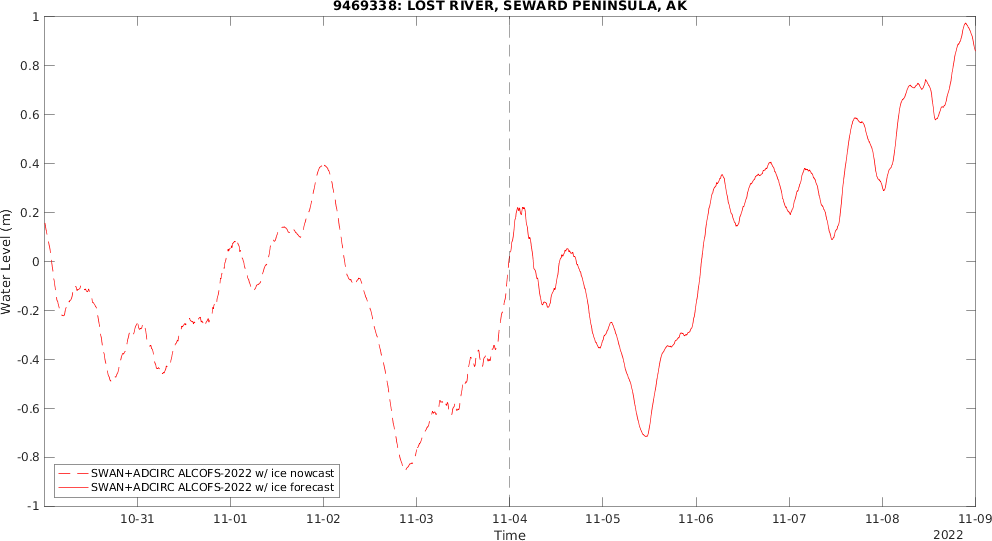 9469338: LOST RIVER, SEWARD PENINSULA, AK
Water Level (m)
1
0.8
0.6
0.4
0.2
0
-0.2
-0.4
-0.6
-0.8
-1
SWAN+ADCIRC ALCOFS-2022 w/ ice nowcast
SWAN+ADCIRC ALCOFS-2022 w/ ice forecast
10-31 11-01 11-02 11-03 11-04 11-05 11-06 11-07 11-08 11-09
Time
2022